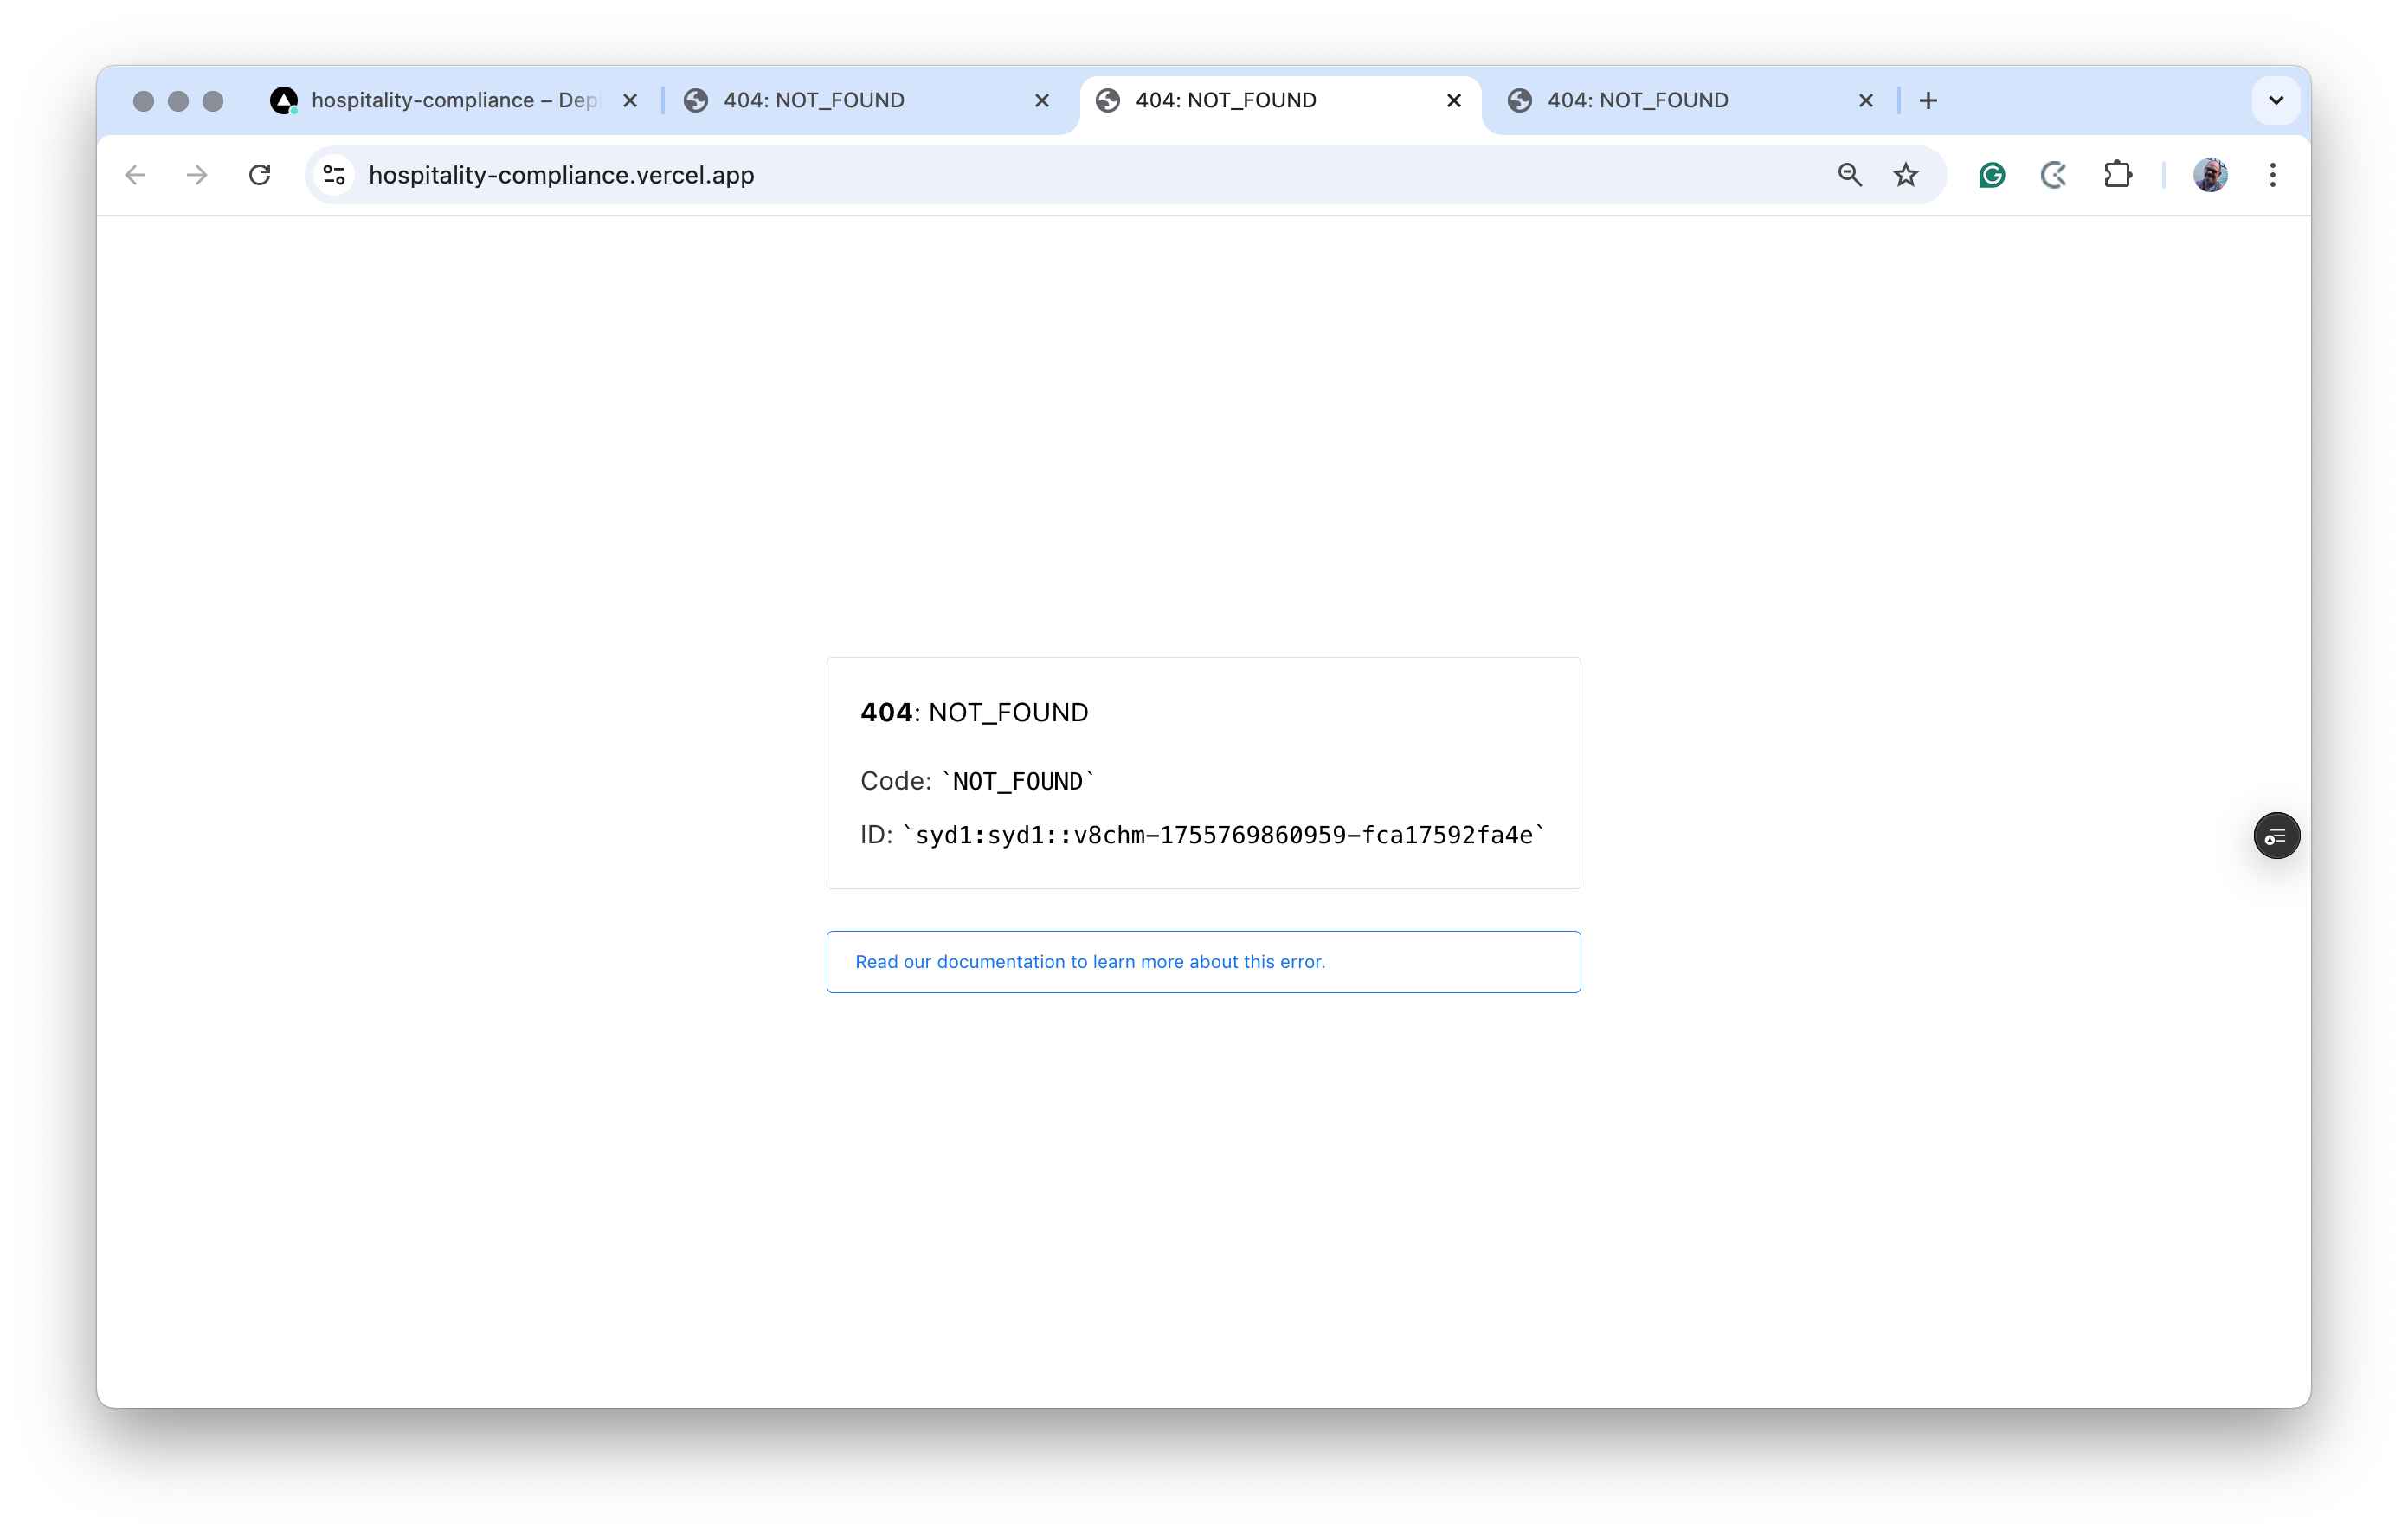 hospitality-compliance – Dep
404: NOT_FOUND
404: NOT_FOUND
404: NOT_FOUND
hospitality-compliance.vercel.app
404: NOT_FOUND
Code: `NOT_FOUND`
ID: `syd1:syd1::v8chm-1755769860959-fca17592fa4e`
Read our documentation to learn more about this error.